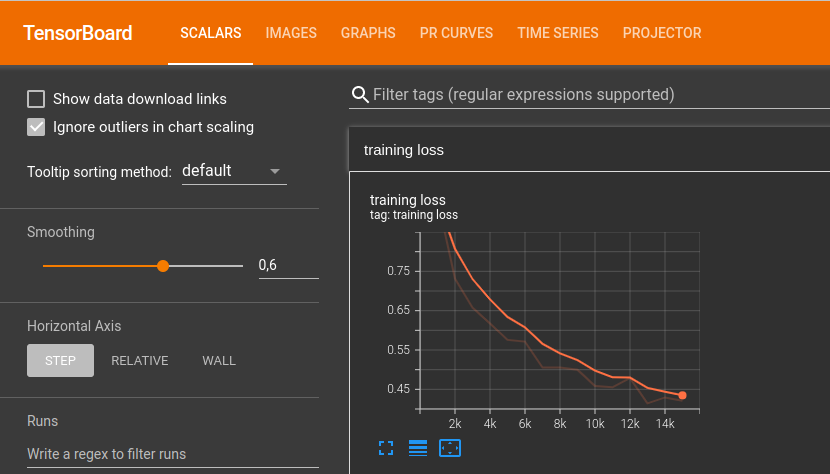 TensorBoard
SCALARS IMAGES GRAPHS PR CURVES TIME SERIES PROJECTOR
Show data download links
Ignore outliers in chart scaling
Tooltip sorting method: default
Smoothing
0,6
Horizontal Axis
STEP RELATIVE WALL
Runs
Write a regex to filter runs
Filter tags (regular expressions supported)
training loss
training loss
tag: training loss
0.75
0.65
0.55
0.45
2k 4k 6k 8k 10k 12k 14k